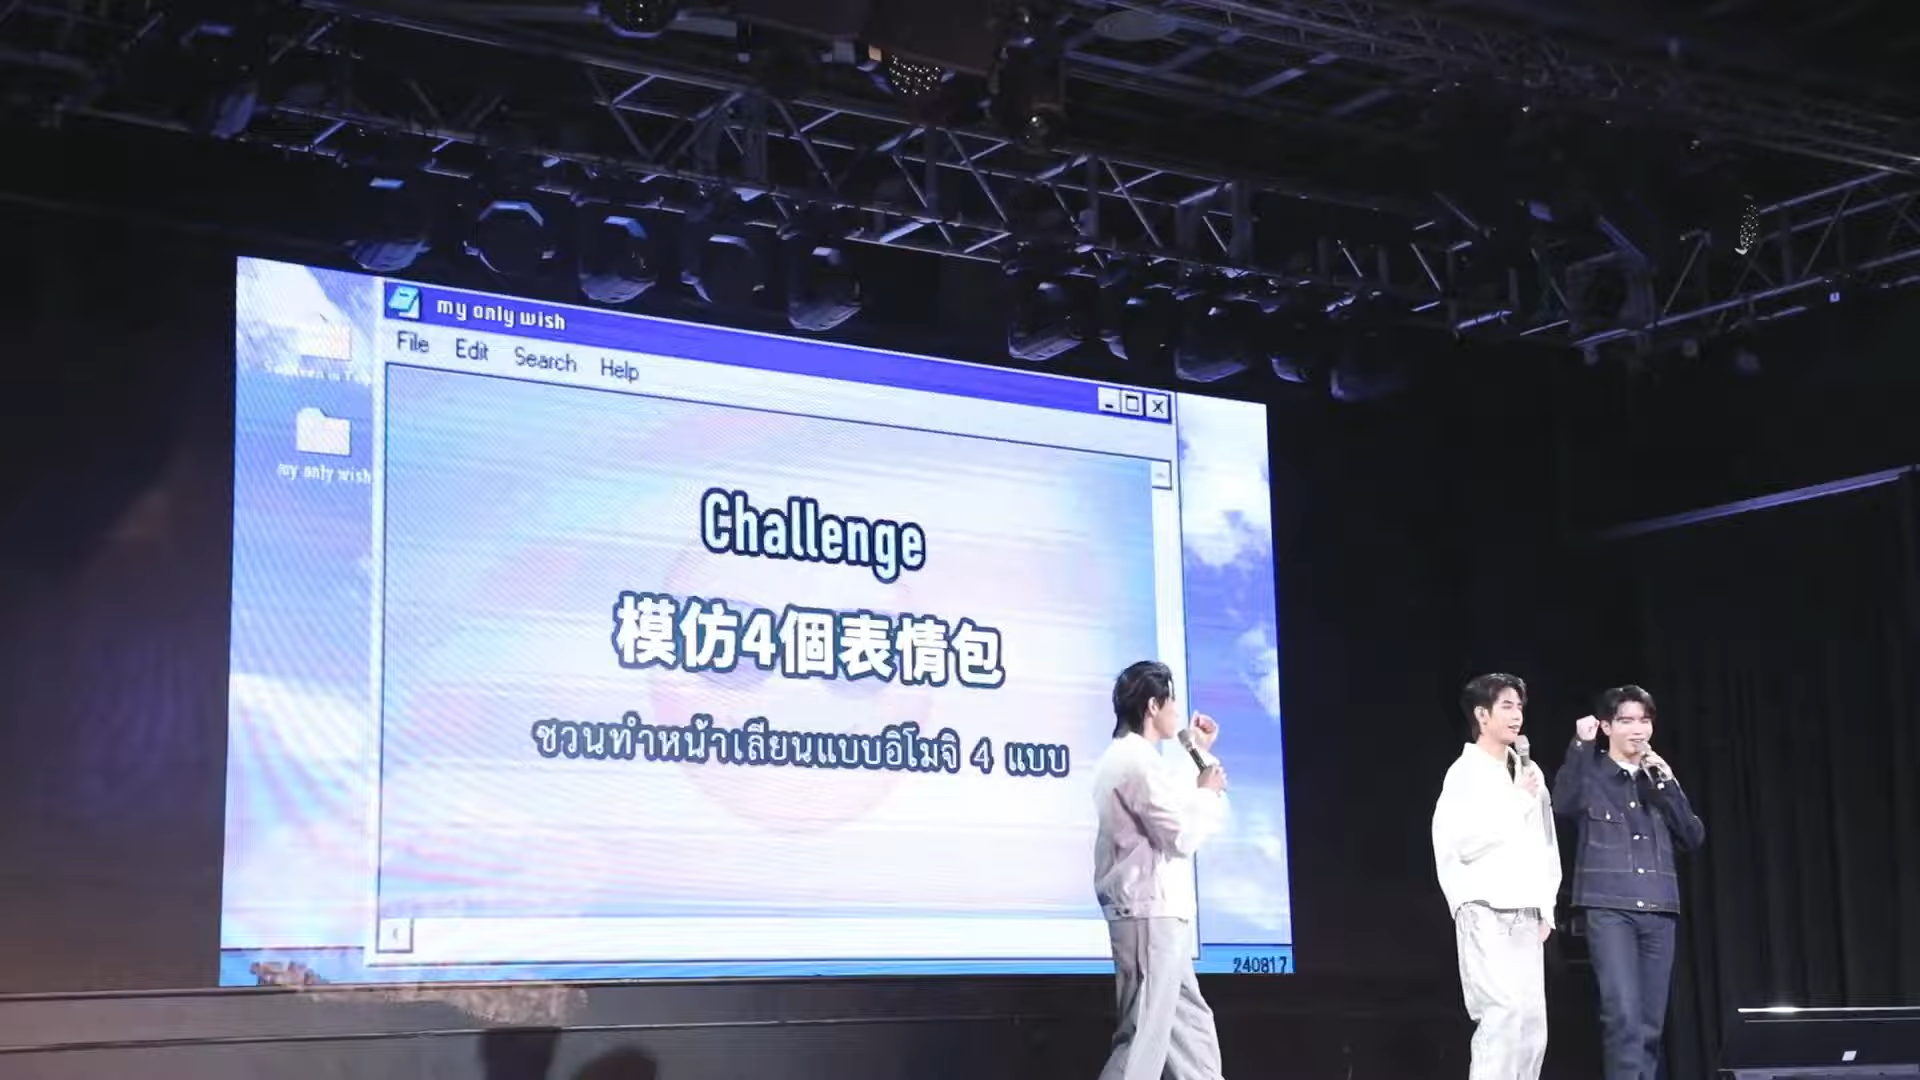 my only wish
File Edit Search Help
my only wish
Challenge
模仿4個表情包
ชวนทำหน้าเลียนแบบอิโมจิ 4 แบบ
240817